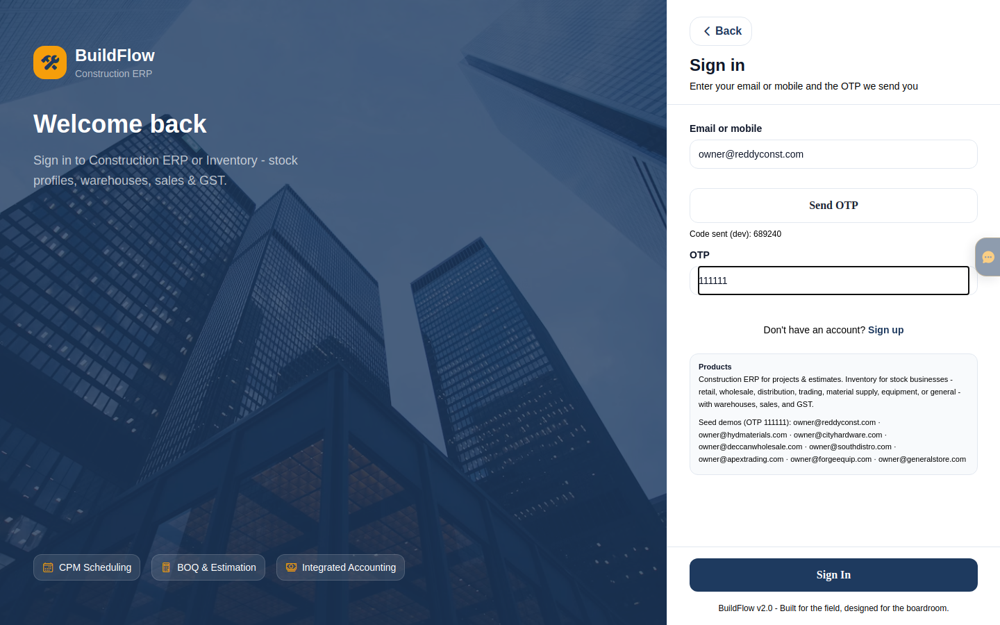 BuildFlow
Construction ERP
Welcome back
Sign in to Construction ERP or Inventory - stock
profiles, warehouses, sales & GST.
CPM Scheduling
BOQ & Estimation
Integrated Accounting
Back
Sign in
Enter your email or mobile and the OTP we send you
Email or mobile
owner@reddyconst.com
Send OTP
Code sent (dev): 689240
OTP
111111
Don't have an account? Sign up
Products
Construction ERP for projects & estimates. Inventory for stock businesses -
retail, wholesale, distribution, trading, material supply, equipment, or general -
with warehouses, sales, and GST.
Seed demos (OTP 111111): owner@reddyconst.com ·
owner@hydmaterials.com · owner@cityhardware.com ·
owner@deccanwholesale.com · owner@southdistro.com ·
owner@apextrading.com · owner@forgeequip.com · owner@generalstore.com
Sign In
BuildFlow v2.0 - Built for the field, designed for the boardroom.